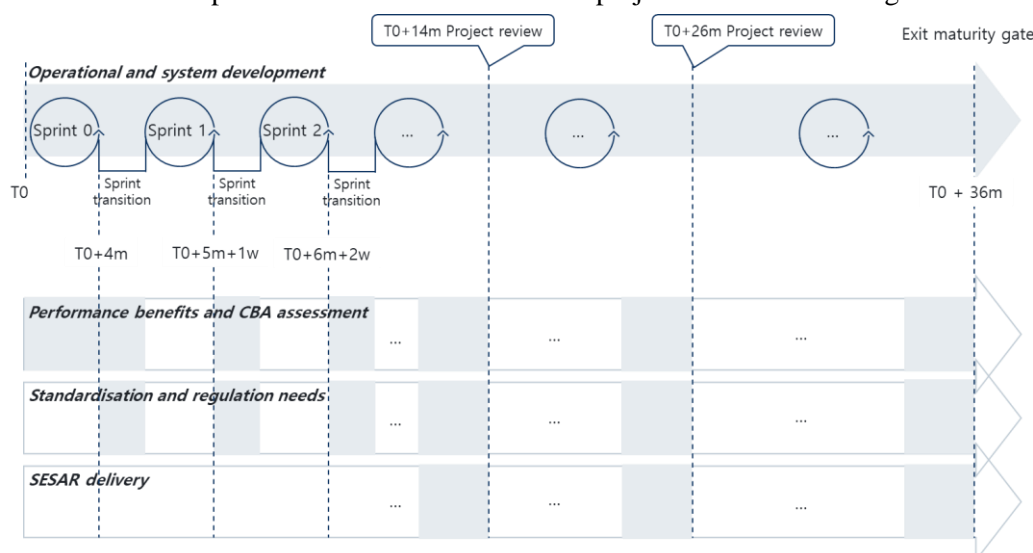 T0+14m Project review
T0+26m Project review
Exit maturity gate
Operational and system development
Sprint 0
Sprint 1
Sprint 2
...
...
...
Sprint
transition
Sprint
transition
Sprint
transition
T0
T0 + 36m
T0+4m
T0+5m+1w
T0+6m+2w
Performance benefits and CBA assessment
...
...
...
Standardisation and regulation needs
...
...
...
SESAR delivery
...
...
...